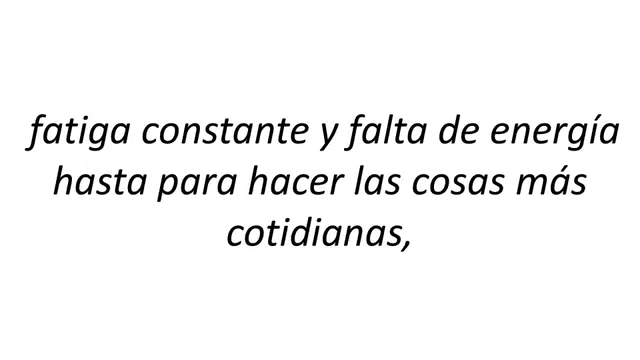 fatiga constante y falta de energía
hasta para hacer las cosas más
cotidianas,